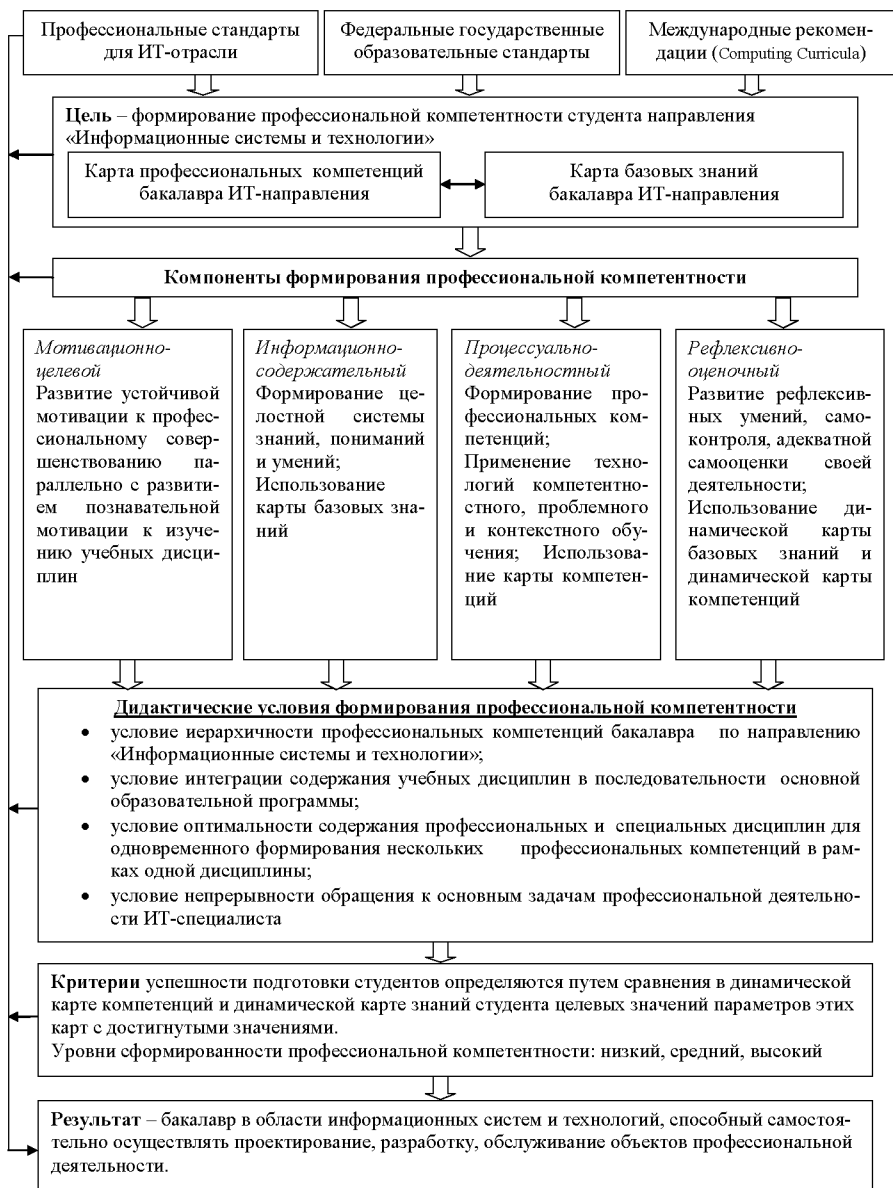 Профессиональные стандарты
для ИТ-отрасли
Федеральные государственные
образовательные стандарты
Международные рекомен-
дации (Computing Curricula)
Цель – формирование профессиональной компетентности студента направления
«Информационные системы и технологии»
Карта профессиональных компетенций
бакалавра ИТ-направления
Карта базовых знаний
бакалавра ИТ-направления
Компоненты формирования профессиональной компетентности
Мотивационно-
целевой
Развитие устойчивой
мотивации к профес-
сиональному совер-
шенствованию па-
раллельно с развити-
ем познавательной
мотивации к изу-
чению учебных дисци-
плин
Информационно-
содержательный
Формирование це-
лостной системы
знаний, пониманий
и умений;
Использование
карты базовых зна-
ний
Процессуально-
деятельностный
Формирование про-
фессиональных ком-
петенций;
Применение техно-
логий компетентно-
стного, проблемного
и контекстного обу-
чения; Использова-
ние карты компетен-
ций
Рефлексивно-
оценочный
Развитие рефлексив-
ных умений, само-
контроля, адекватной
самооценки своей
деятельности;
Использование ди-
намической карты
базовых знаний и
динамической карты
компетенций
Дидактические условия формирования профессиональной компетентности
• условие иерархичности профессиональных компетенций бакалавра по направлению
«Информационные системы и технологии»;
• условие интеграции содержания учебных дисциплин в последовательности основной
образовательной программы;
• условие оптимальности содержания профессиональных и специальных дисциплин для
одновременного формирования нескольких профессиональных компетенций в рам-
ках одной дисциплины;
• условие непрерывности обращения к основным задачам профессиональной деятельно-
сти ИТ-специалиста
Критерии успешности подготовки студентов определяются путем сравнения в динамической
карте компетенций и динамической карте знаний студента целевых значений параметров этих
карт с достигнутыми значениями.
Уровни сформированности профессиональной компетентности: низкий, средний, высокий
Результат – бакалавр в области информационных систем и технологий, способный самостоя-
тельно осуществлять проектирование, разработку, обслуживание объектов профессиональной
деятельности.